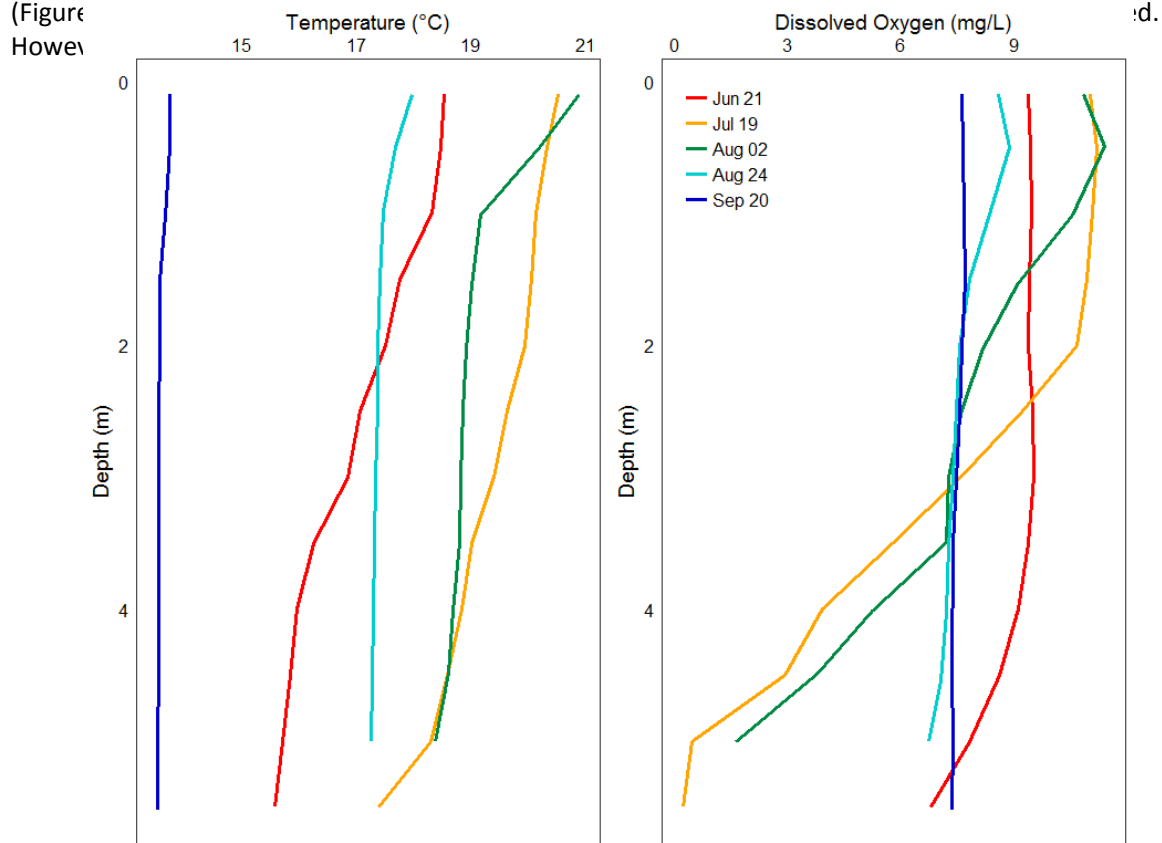 (Figure
ed.
Howev
Temperature (°C)
15 17 19 21
0
2
4
Depth (m)
Dissolved Oxygen (mg/L)
0 3 6 9
0
2
4
Depth (m)
Jun 21
Jul 19
Aug 02
Aug 24
Sep 20